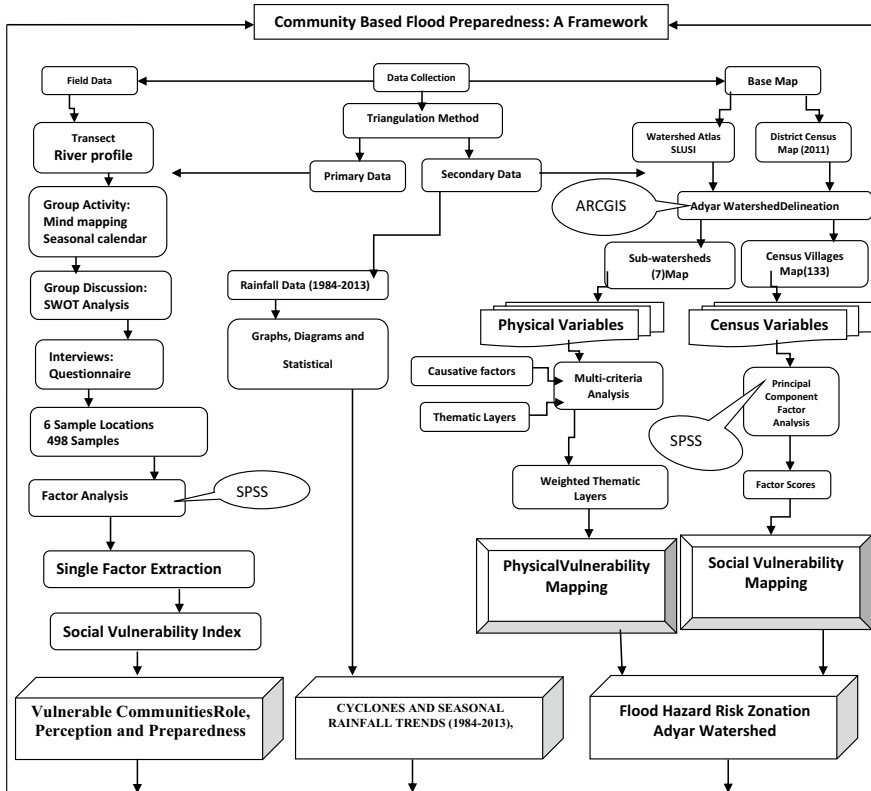 Community Based Flood Preparedness: A Framework
Field Data
Data Collection
Base Map
Triangulation Method
Transect
River profile
Watershed Atlas
SLUSI
District Census
Map (2011)
Primary Data
Secondary Data
Group Activity:
Mind mapping
Seasonal calendar
ARCGIS
Adyar WatershedDelineation
Sub-watersheds
(7)Map
Census Villages
Map(133)
Group Discussion:
SWOT Analysis
Rainfall Data (1984-2013)
Physical Variables
Census Variables
Graphs, Diagrams and
Statistical
Interviews:
Questionnaire
Causative factors
Thematic Layers
Multi-criteria
Analysis
Principal
Component
Factor
Analysis
SPSS
6 Sample Locations
498 Samples
Factor Analysis
SPSS
Weighted Thematic
Layers
Factor Scores
Single Factor Extraction
PhysicalVulnerability
Mapping
Social Vulnerability
Mapping
Social Vulnerability Index
Vulnerable CommunitiesRole,
Perception and Preparedness
CYCLONES AND SEASONAL
RAINFALL TRENDS (1984-2013),
Flood Hazard Risk Zonation
Adyar Watershed